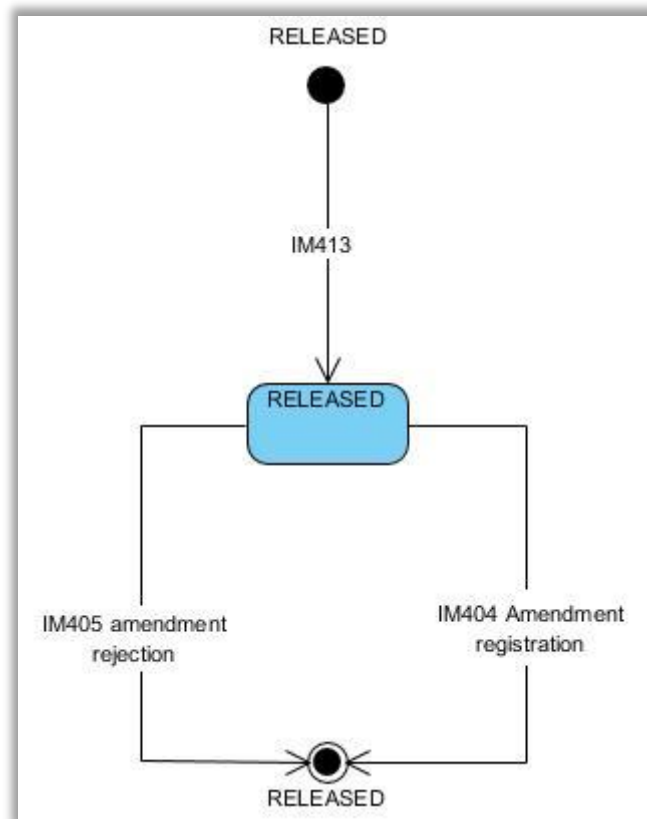 RELEASED
IM413
RELEASED
IM405 amendment
rejection
IM404 Amendment
registration
RELEASED